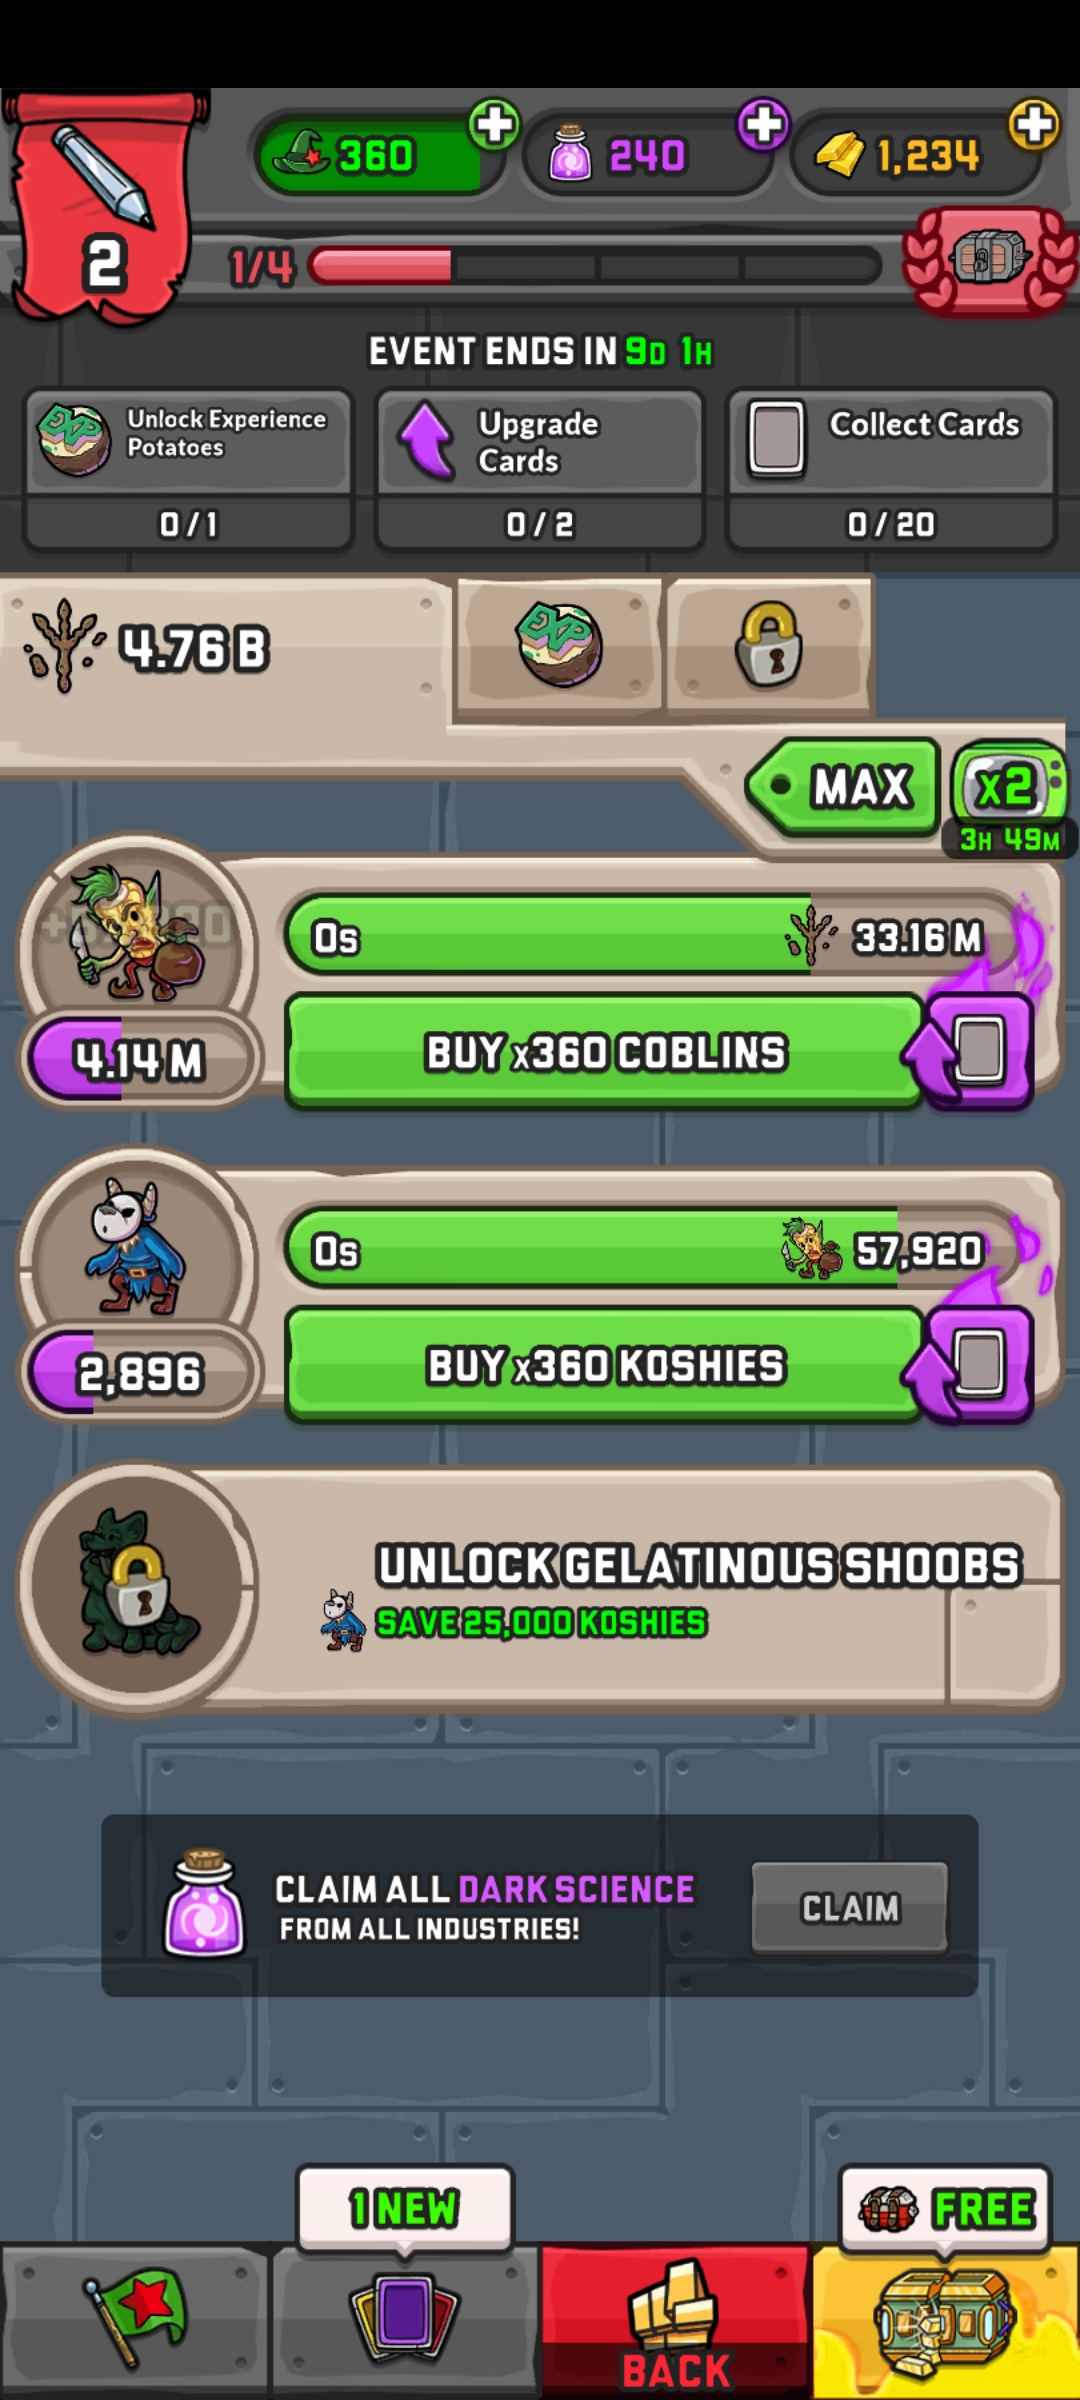 360
240
1,234
2
1/4
EVENT ENDS IN 9D 1H
EXP
Unlock Experience
Potatoes
Upgrade
Cards
Collect Cards
0/1
0/2
0/20
4.76 B
EXP
MAX
x2
3H 49M
0s
33.16 M
4.14 M
BUY x360 COBLINS
0s
57,920
2,896
BUY x360 KOSHIES
UNLOCK GELATINOUS SHOOBS
SAVE 25,000 KOSHIES
CLAIM ALL DARK SCIENCE
FROM ALL INDUSTRIES!
CLAIM
1 NEW
FREE
BACK